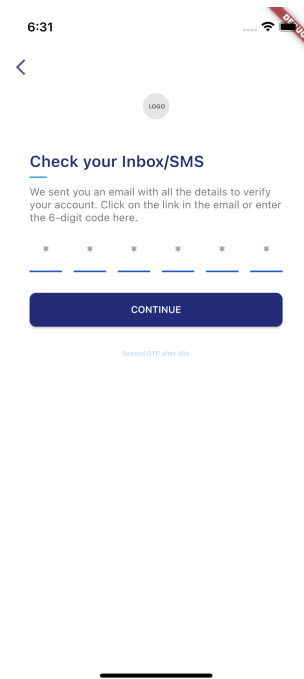 6:31
LOGO
Check your Inbox/SMS
We sent you an email with all the details to verify
your account. Click on the link in the email or enter
the 6-digit code here.
* * * * * *
CONTINUE
Resend OTP after 30s